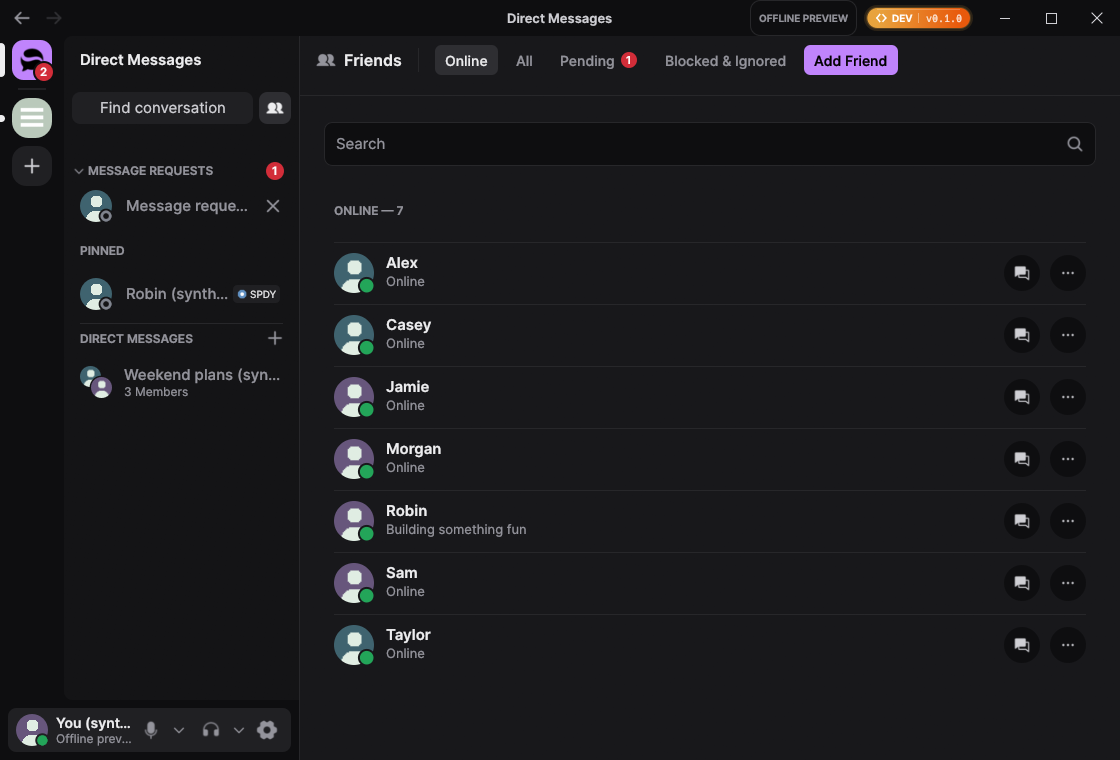 Direct Messages
OFFLINE PREVIEW
DEV
v0.1.0
2
Direct Messages
Find conversation
MESSAGE REQUESTS
1
Message reque...
PINNED
Robin (synth...
SPDY
DIRECT MESSAGES
Weekend plans (syn...
3 Members
You (synt...
Offline prev...
Friends
Online
All
Pending
1
Blocked & Ignored
Add Friend
Search
ONLINE — 7
Alex
Online
Casey
Online
Jamie
Online
Morgan
Online
Robin
Building something fun
Sam
Online
Taylor
Online